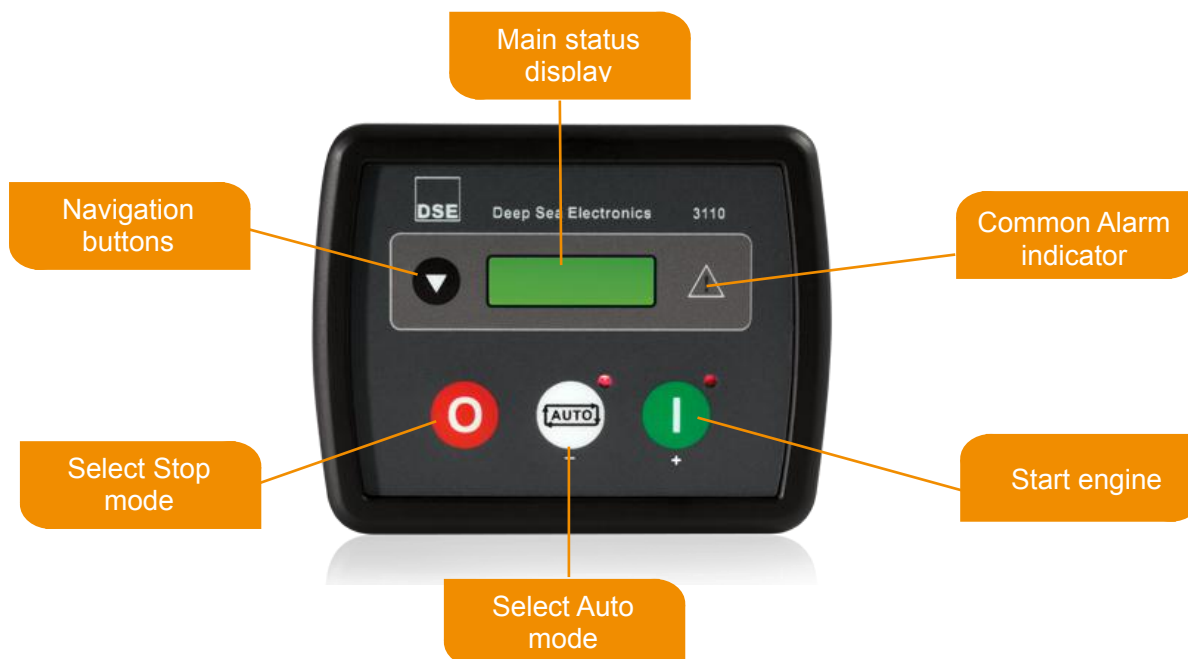 Main status
display
Navigation
buttons
DSE
Deep Sea Electronics 3110
Common Alarm
indicator
O
AUTO
I
-
+
Select Stop
mode
Start engine
Select Auto
mode